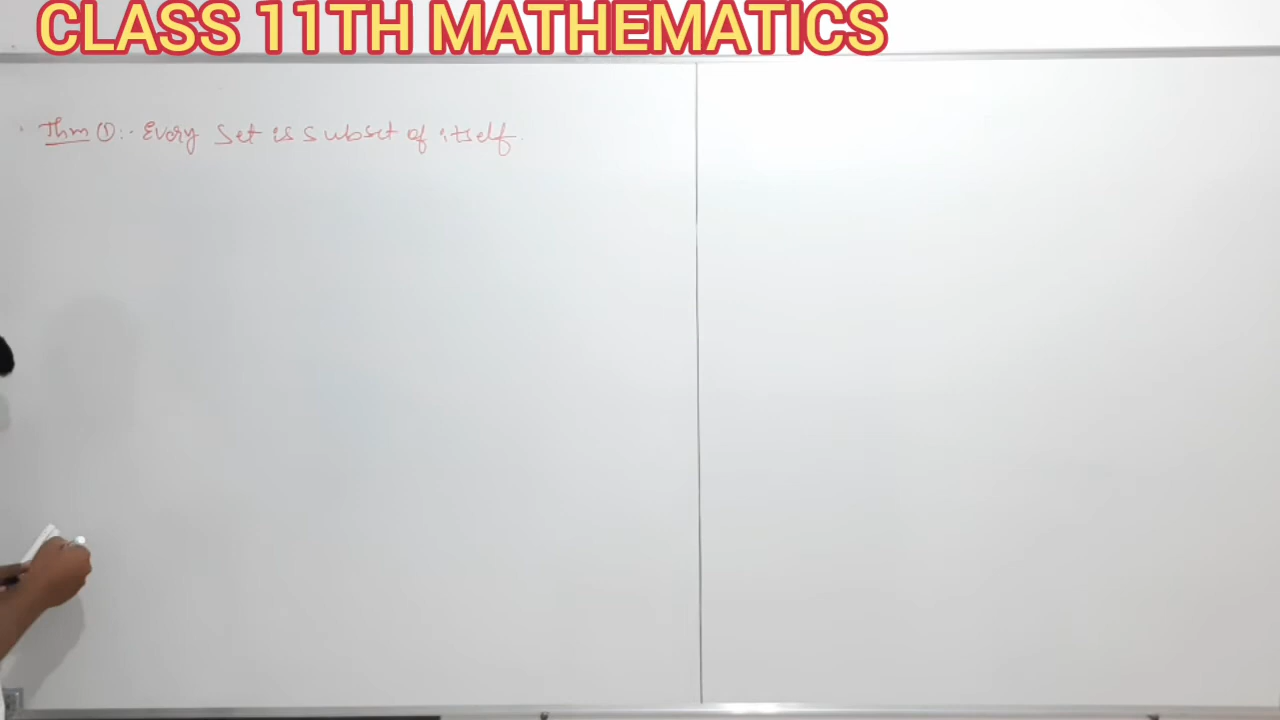 CLASS 11TH MATHEMATICS
Thm ①:- Every Set is subset of itself.